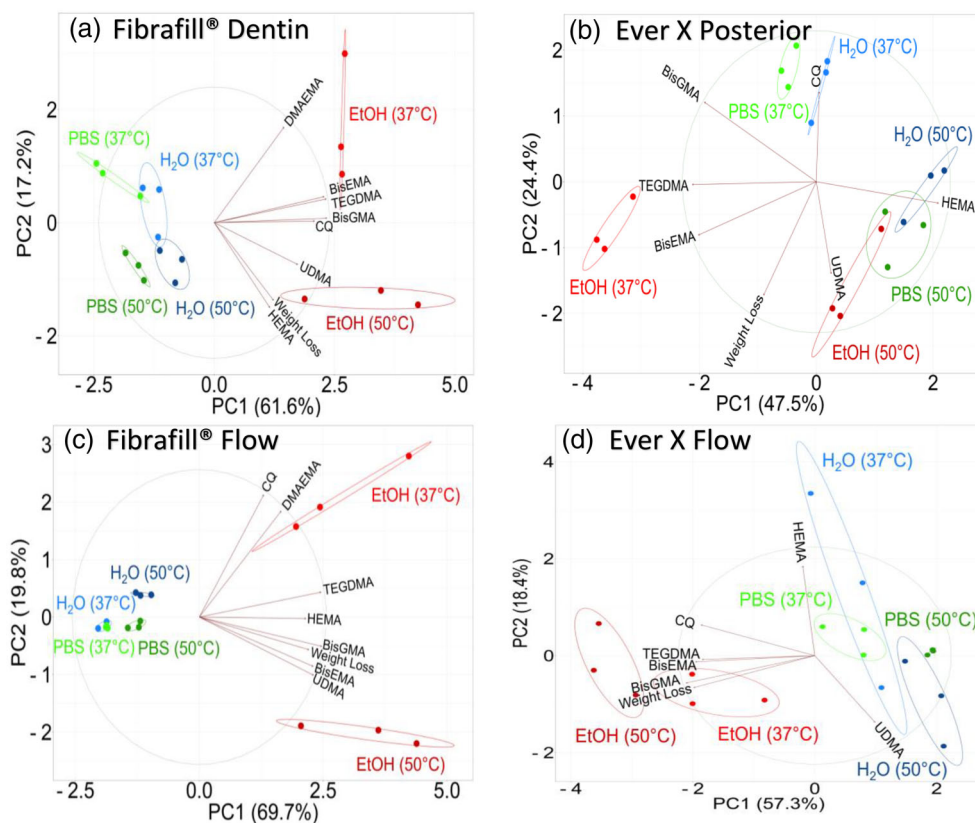 (a) Fibrafill® Dentin
PC2 (17.2%)
2
0
- 2
-2.5
0.0
2.5
5.0
PC1 (61.6%)
PBS (37°C)
H₂O (37°C)
PBS (50°C)
H₂O (50°C)
EtOH (37°C)
EtOH (50°C)
DMAEMA
BisEMA
TEGDMA
BisGMA
CQ
UDMA
Weight Loss
HEMA
(b) Ever X Posterior
PC2 (24.4%)
2
1
0
- 1
- 2
- 4
- 2
0
2
PC1 (47.5%)
PBS (37°C)
H₂O (37°C)
H₂O (50°C)
PBS (50°C)
EtOH (37°C)
EtOH (50°C)
CQ
BisGMA
TEGDMA
HEMA
BisEMA
UDMA
Weight Loss
(c) Fibrafill® Flow
PC2 (19.8%)
3
2
1
0
- 1
- 2
-2.5
0.0
2.5
5.0
PC1 (69.7%)
H₂O (50°C)
H₂O (37°C)
PBS (37°C)
PBS (50°C)
EtOH (37°C)
EtOH (50°C)
CQ
DMAEMA
TEGDMA
HEMA
BisGMA
Weight Loss
BisEMA
UDMA
(d) Ever X Flow
PC2 (18.4%)
4
2
0
- 2
- 4
- 2
0
2
PC1 (57.3%)
H₂O (37°C)
PBS (37°C)
PBS (50°C)
H₂O (50°C)
EtOH (50°C)
EtOH (37°C)
HEMA
CQ
TEGDMA
BisEMA
BisGMA
Weight Loss
UDMA